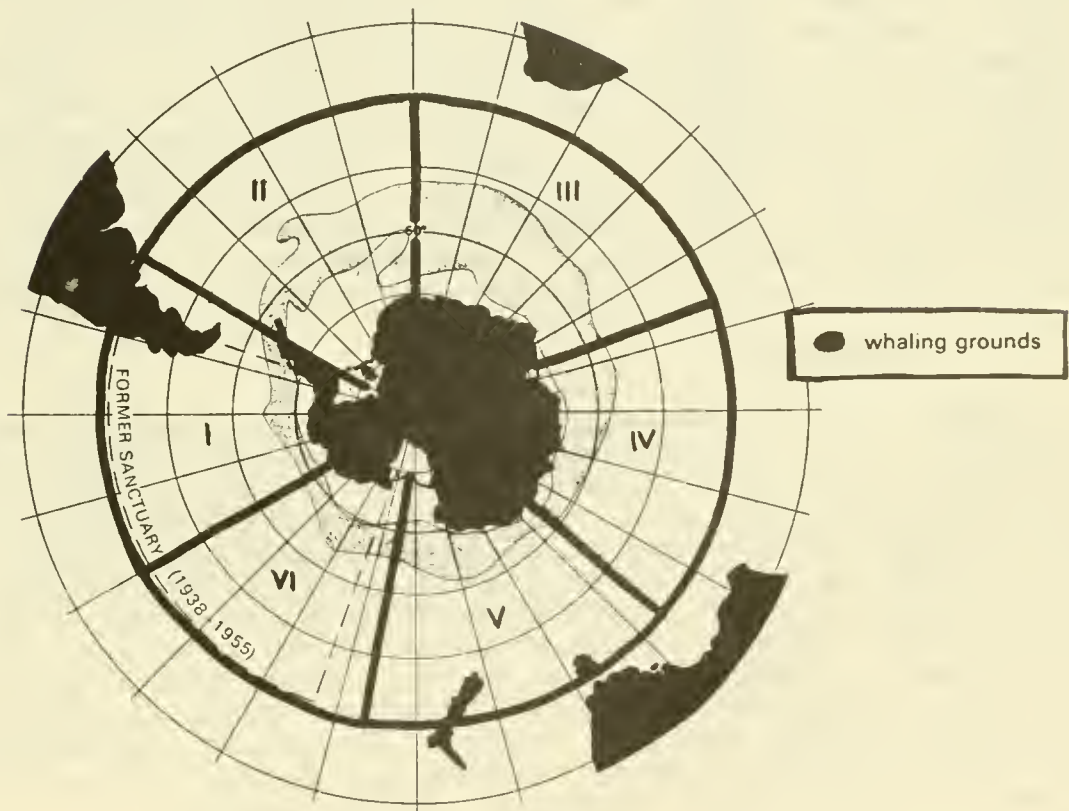 II
III
60°
whaling grounds
FORMER SANCTUARY
(1938 1955)
I
IV
VI
V